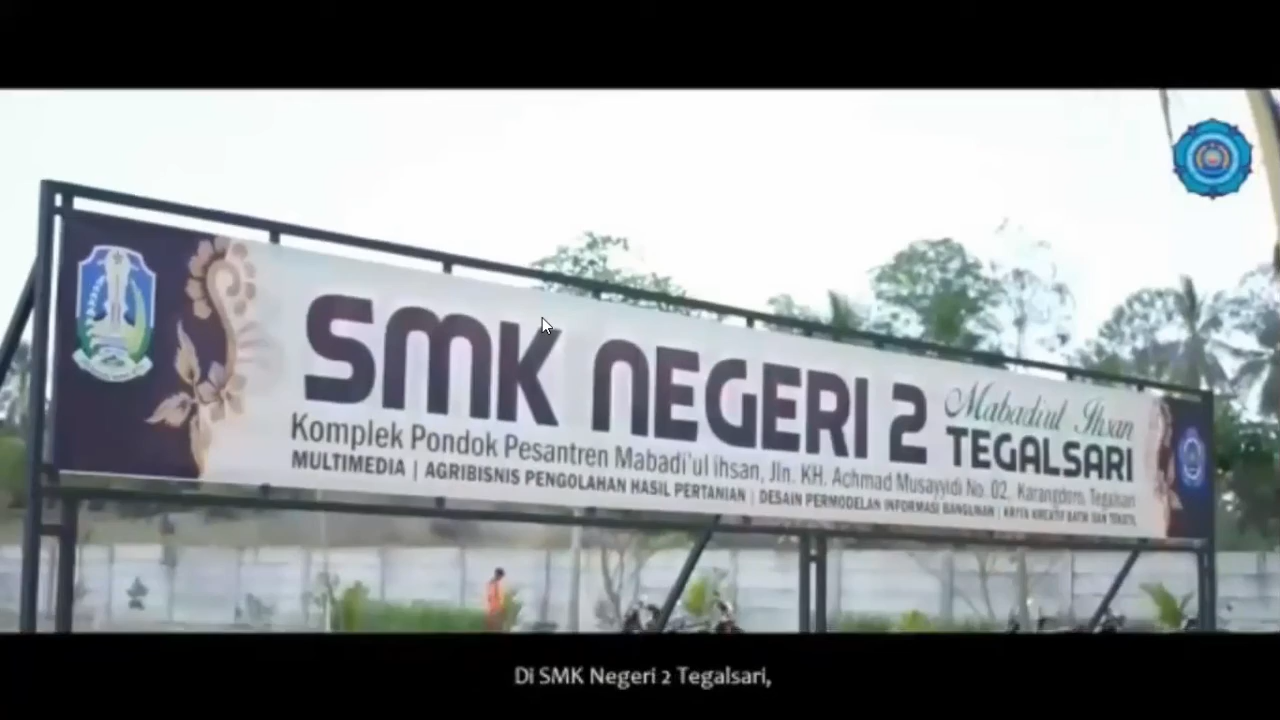 SMK NEGERI 2 Mabadi'ul Ihsan TEGALSARI
Komplek Pondok Pesantren Mabadi'ul ihsan, Jln. KH. Achmad Musayyidi No. 02, Karangdoro, Tegalsari
MULTIMEDIA | AGRIBISNIS PENGOLAHAN HASIL PERTANIAN | DESAIN PERMODELAN INFORMASI BANGUNAN | KRIYA KREATIF BATIK DAN TEKSTIL
Di SMK Negeri 2 Tegalsari,